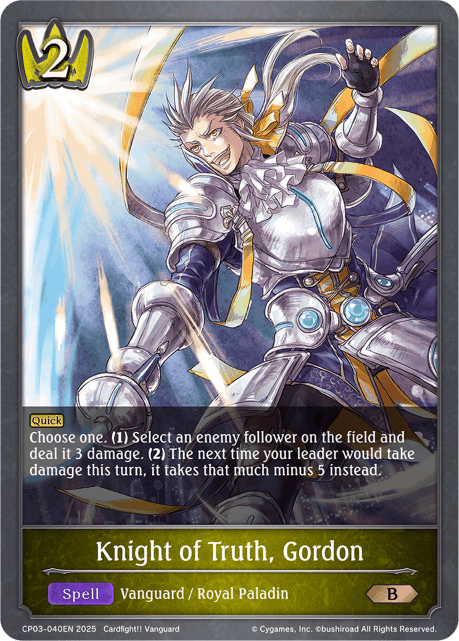 2
Quick
Choose one. (1) Select an enemy follower on the field and
deal it 3 damage. (2) The next time your leader would take
damage this turn, it takes that much minus 5 instead.
Knight of Truth, Gordon
Spell Vanguard / Royal Paladin B
CP03-040EN 2025 Cardfight!! Vanguard © Cygames, Inc. ©bushiroad All Rights Reserved.